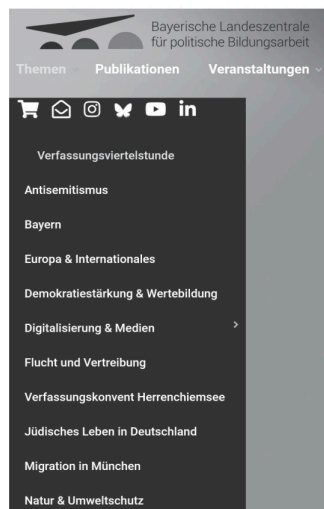 Bayerische Landeszentrale
für politische Bildungsarbeit
Themen Publikationen Veranstaltungen
Verfassungsviertelstunde
Antisemitismus
Bayern
Europa & Internationales
Demokratiestärkung & Wertebildung
Digitalisierung & Medien
Flucht und Vertreibung
Verfassungskonvent Herrenchiemsee
Jüdisches Leben in Deutschland
Migration in München
Natur & Umweltschutz